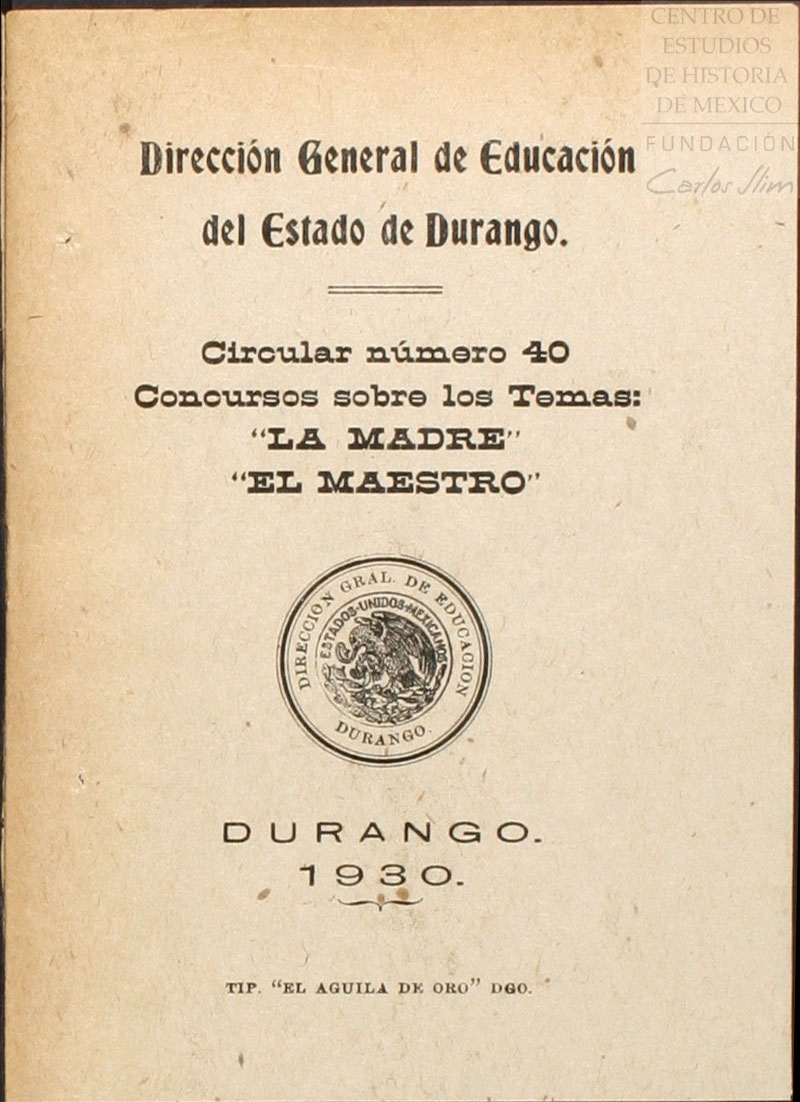 CENTRO DE
ESTUDIOS
DE HISTORIA
DE MEXICO
FUNDACIÓN
Carlos Slim
Dirección General de Educación
del Estado de Durango.
Circular número 40
Concursos sobre los Temas:
“LA MADRE”
“EL MAESTRO”
DIRECCION GRAL. DE EDUCACION
ESTADOS-UNIDOS-MEXICANOS
DURANGO.
DURANGO.
1930.
TIP. “EL AGUILA DE ORO” DGO.